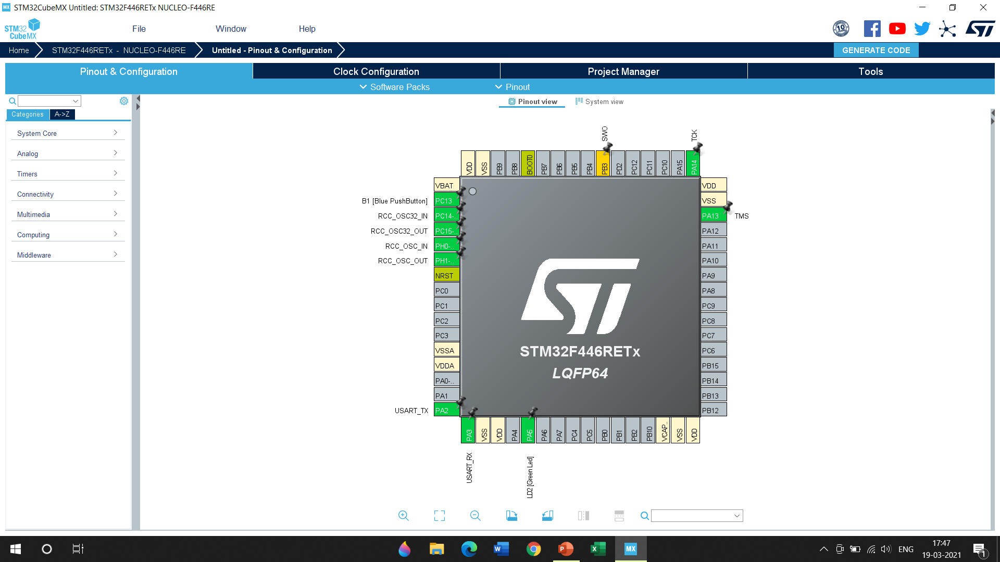 MX STM32CubeMX Untitled: STM32F446RETx NUCLEO-F446RE
STM32
CubeMX
File Window Help
10
ST
Home STM32F446RETx - NUCLEO-F446RE Untitled - Pinout & Configuration GENERATE CODE
Pinout & Configuration Clock Configuration Project Manager Tools
Software Packs Pinout
Pinout view System view
Categories A->Z
System Core
Analog
Timers
Connectivity
Multimedia
Computing
Middleware
SWO TCK
VDD VSS PB9 PB8 BOOT0 PB7 PB6 PB5 PB4 PB3 PD2 PC12 PC11 PC10 PA15 PA14
VBAT VDD
B1 [Blue PushButton] PC13 VSS
RCC_OSC32_IN PC14-.. PA13 TMS
RCC_OSC32_OUT PC15-.. PA12
RCC_OSC_IN PH0-.. PA11
RCC_OSC_OUT PH1-.. PA10
NRST PA9
PC0 PA8
PC1 PC9
PC2 PC8
PC3 PC7
VSSA PC6
VDDA PB15
PA0-.. PB14
PA1 PB13
USART_TX PA2 PB12
ST
STM32F446RETx
LQFP64
PA3 VSS VDD PA4 PA5 PA6 PA7 PC4 PC5 PB0 PB1 PB2 PB10 VCAP.. VSS VDD
USART_RX LD2 [Green Led]
W P X MX
ENG
17:47
19-03-2021
1